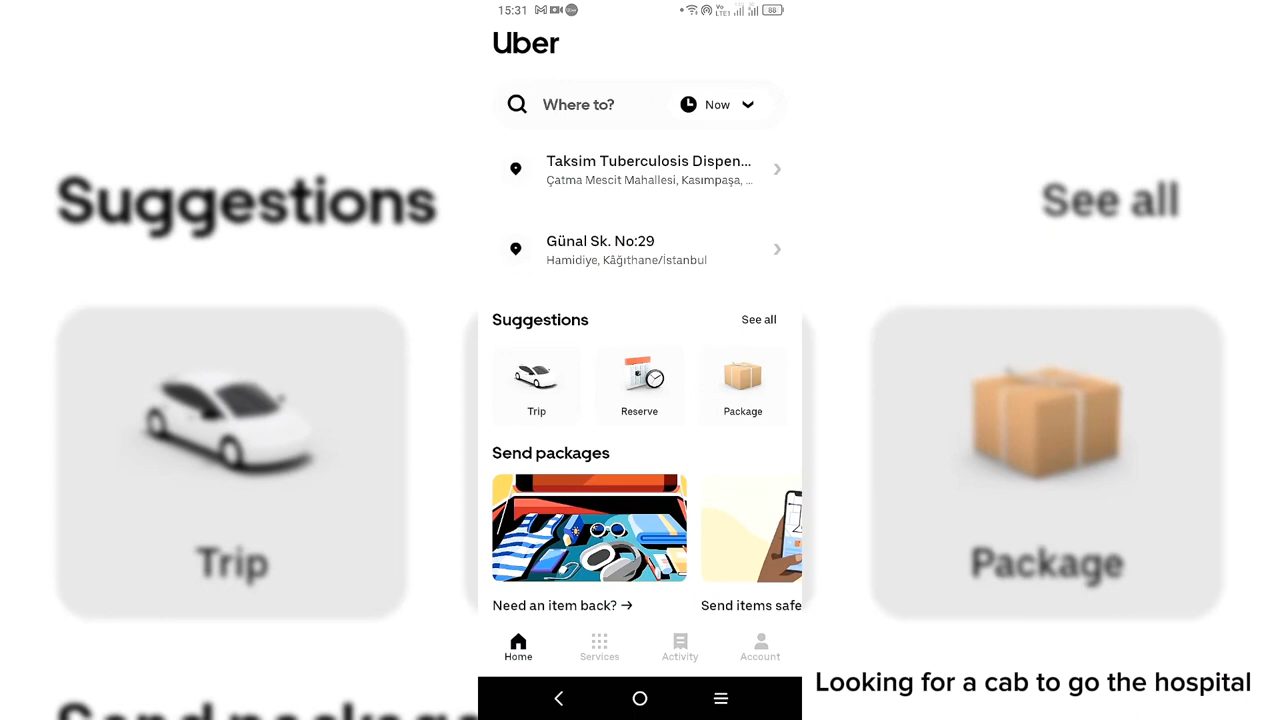 15:31
Uber
Where to?
Now
Taksim Tuberculosis Dispen...
Çatma Mescit Mahallesi, Kasımpaşa, ...
Günal Sk. No:29
Hamidiye, Kâğıthane/İstanbul
Suggestions
See all
Trip
Reserve
Package
Send packages
Need an item back? →
Send items safe
Home
Services
Activity
Account
Suggestions
See all
Trip
Package
Looking for a cab to go the hospital